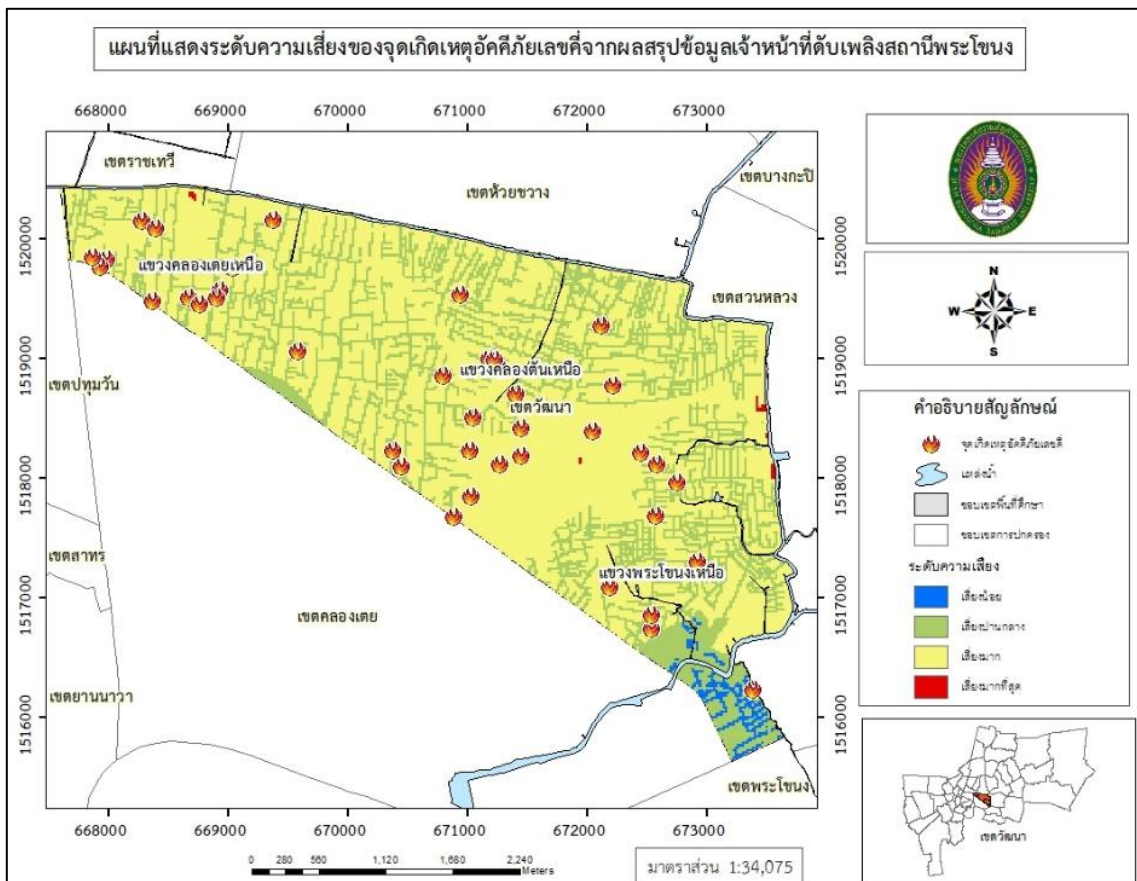 แผนที่แสดงระดับความเสี่ยงของจุดเกิดเหตุอัคคีภัยเลขคี่จากผลสรุปข้อมูลเจ้าหน้าที่ดับเพลิงสถานีพระโขนง
668000 669000 670000 671000 672000 673000
1520000 1520000
1519000 1519000
1518000 1518000
1517000 1517000
1516000 1516000
เขตราชเทวี
เขตห้วยขวาง
เขตบางกะปิ
เขตสวนหลวง
แขวงคลองเตยเหนือ
เขตปทุมวัน
แขวงคลองตันเหนือ
เขตวัฒนา
เขตสาทร
แขวงพระโขนงเหนือ
เขตคลองเตย
เขตยานนาวา
เขตพระโขนง
668000 669000 670000 671000 672000 673000
0 280 560 1,120 1,680 2,240
Meters
มาตราส่วน 1:34,075
N
W E
S
คำอธิบายสัญลักษณ์
จุดเกิดเหตุอัคคีภัยเลขคี่
แหล่งน้ำ
ขอบเขตพื้นที่ศึกษา
ขอบเขตการปกครอง
ระดับความเสี่ยง
เสี่ยงน้อย
เสี่ยงปานกลาง
เสี่ยงมาก
เสี่ยงมากที่สุด
เขตวัฒนา